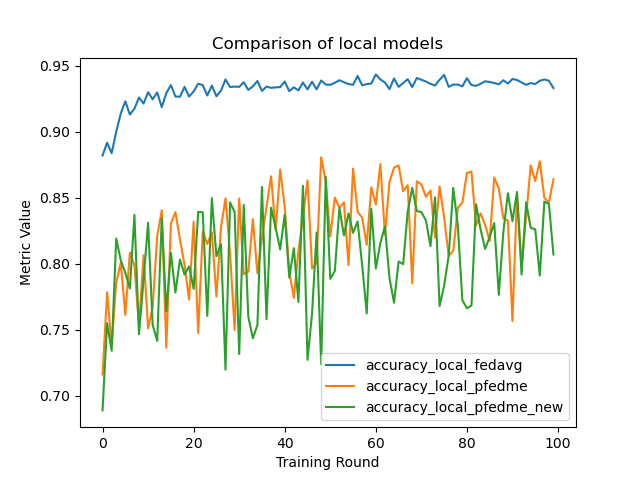 Comparison of local models
Metric Value
0.95
0.90
0.85
0.80
0.75
0.70
0
20
40
60
80
100
Training Round
accuracy_local_fedavg
accuracy_local_pfedme
accuracy_local_pfedme_new